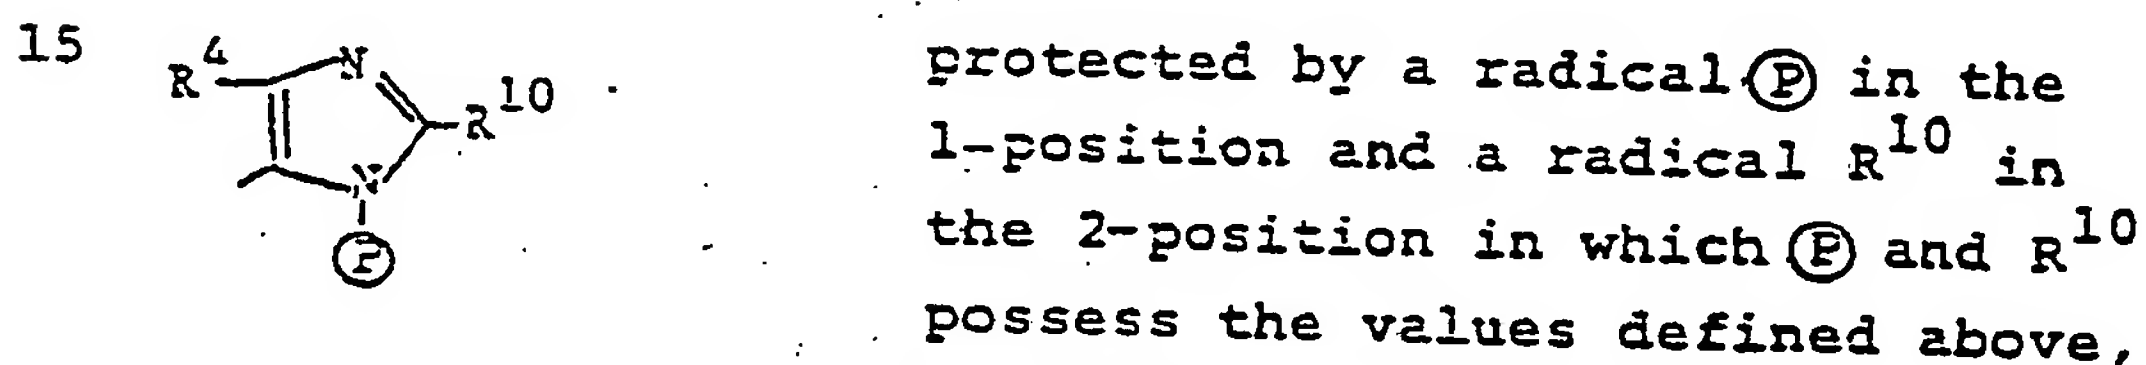 15
R⁴ N R¹⁰
N
Ⓟ
protected by a radical Ⓟ in the
1-position and a radical R¹⁰ in
the 2-position in which Ⓟ and R¹⁰
possess the values defined above,